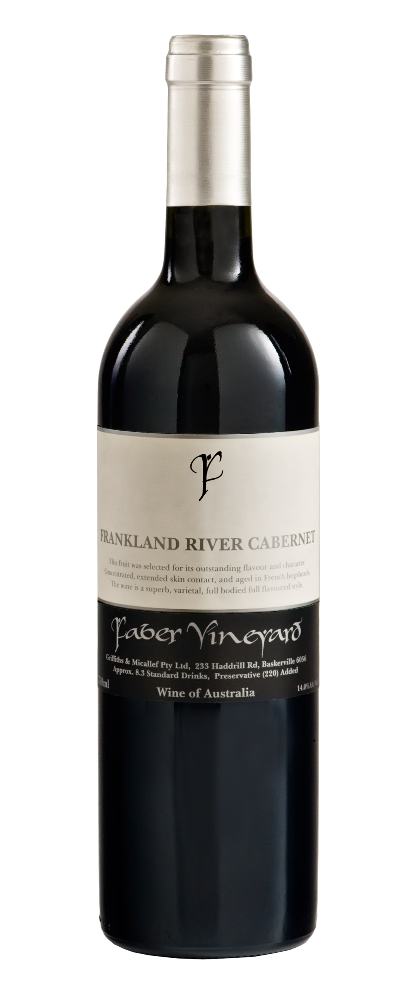 F
FRANKLAND RIVER CABERNET
This fruit was selected for its outstanding flavour and character.
Concentrated, extended skin contact, and aged in French hogsheads.
The wine is a superb, varietal, full bodied full flavoured style.
Faber Vineyard
Griffiths & Micallef Pty Ltd, 233 Haddrill Rd, Baskerville 6056
Approx. 8.3 Standard Drinks, Preservative (220) Added
750ml
14.0%Alc/Vol
Wine of Australia